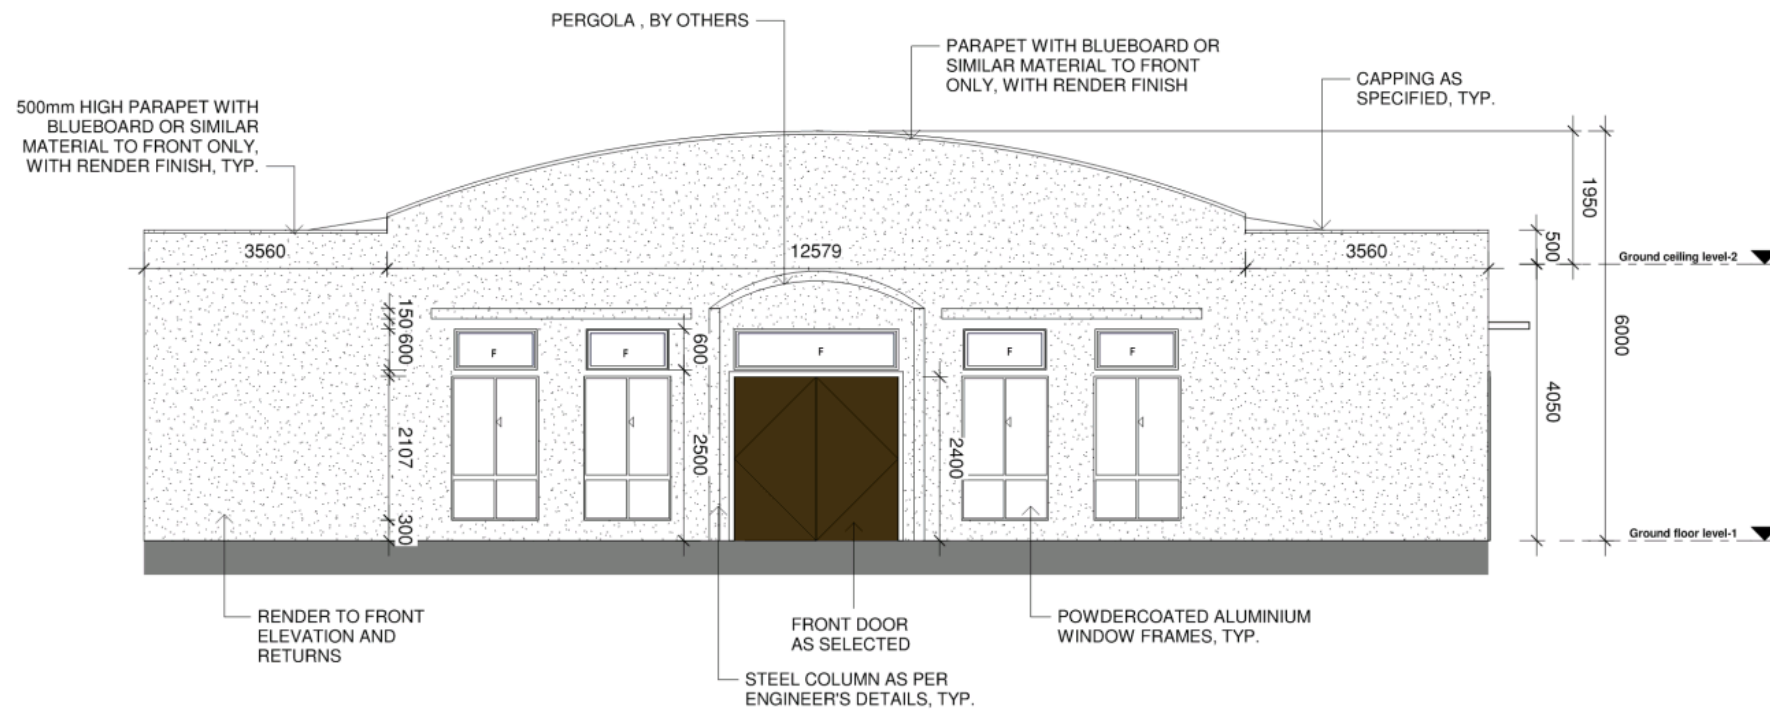 PERGOLA , BY OTHERS
PARAPET WITH BLUEBOARD OR
SIMILAR MATERIAL TO FRONT
ONLY, WITH RENDER FINISH
CAPPING AS
SPECIFIED, TYP.
500mm HIGH PARAPET WITH
BLUEBOARD OR SIMILAR
MATERIAL TO FRONT ONLY,
WITH RENDER FINISH, TYP.
1950
3560
12579
3560
500
Ground ceiling level-2
150
600
600
F
F
F
F
F
6000
4050
2107
2500
2400
300
Ground floor level-1
RENDER TO FRONT
ELEVATION AND
RETURNS
FRONT DOOR
AS SELECTED
POWDERCOATED ALUMINIUM
WINDOW FRAMES, TYP.
STEEL COLUMN AS PER
ENGINEER'S DETAILS, TYP.